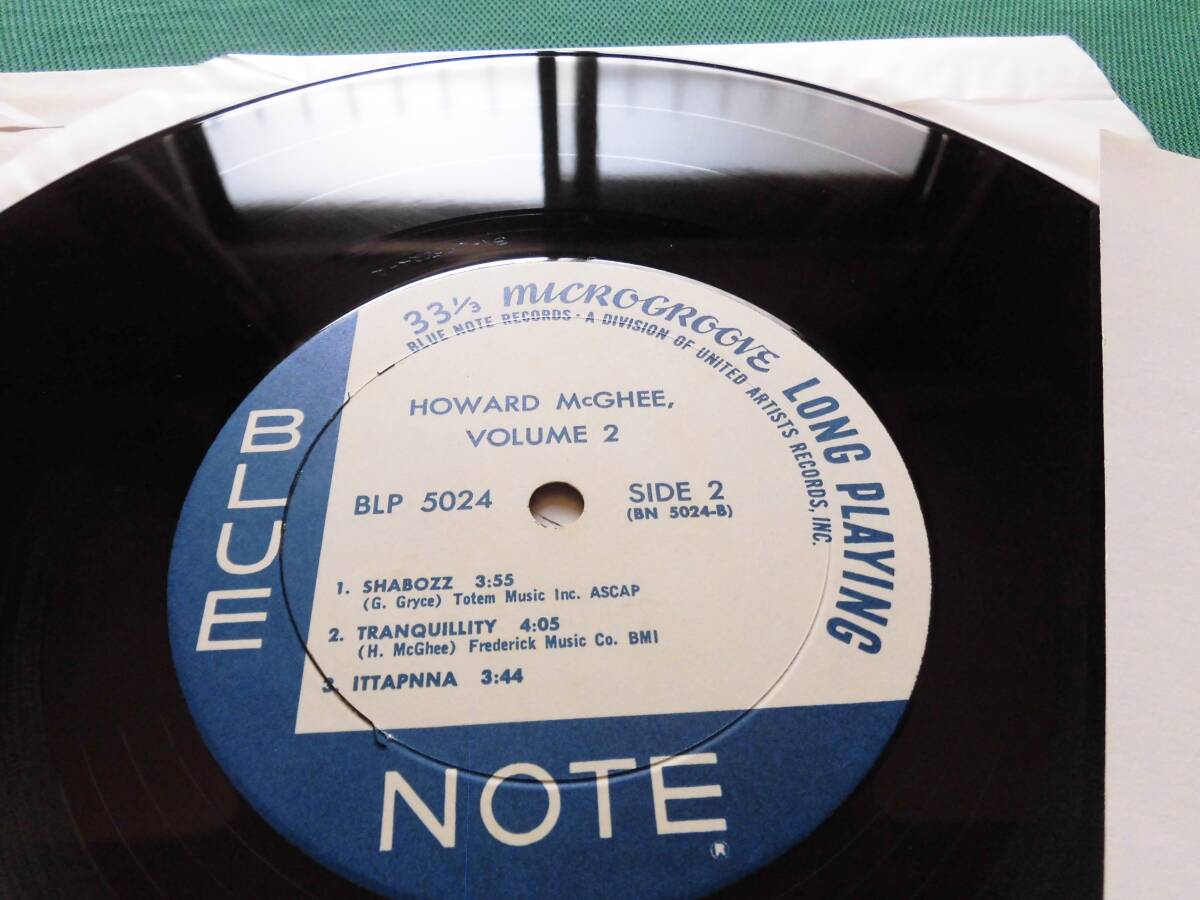 33 1/3 MICROGROOVE LONG PLAYING
BLUE NOTE RECORDS · A DIVISION OF UNITED ARTISTS RECORDS, INC.
HOWARD McGHEE,
VOLUME 2
BLP 5024
SIDE 2
(BN 5024-B)
1. SHABOZZ 3:55
(G. Gryce) Totem Music Inc. ASCAP
2. TRANQUILLITY 4:05
(H. McGhee) Frederick Music Co. BMI
3. ITTAPNNA 3:44
BLUE
NOTE
®